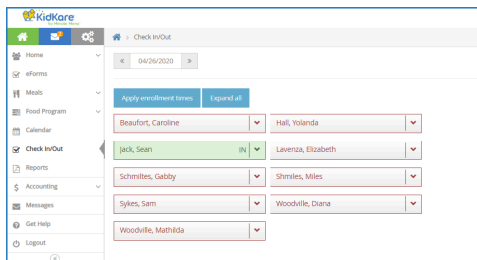 KidKare
by Minute Menu
Home
eForms
Meals
Food Program
Calendar
Check In/Out
Reports
$ Accounting
Messages
Get Help
Logout
> Check In/Out
« 04/26/2020 »
Apply enrollment times Expand all
Beaufort, Caroline
Hall, Yolanda
Jack, Sean IN
Lavenza, Elizabeth
Schmiltes, Gabby
Shmiles, Miles
Sykes, Sam
Woodville, Diana
Woodville, Mathilda